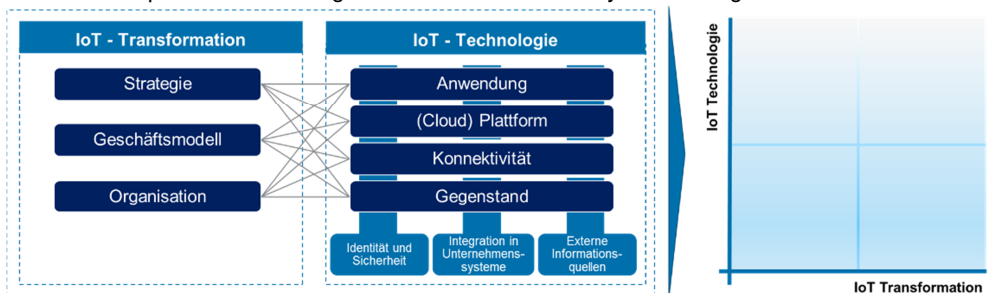 IoT - Transformation
Strategie
Geschäftsmodell
Organisation
IoT - Technologie
Anwendung
(Cloud) Plattform
Konnektivität
Gegenstand
Identität und
Sicherheit
Integration in
Unternehmens-
systeme
Externe
Informations-
quellen
IoT Technologie
IoT Transformation